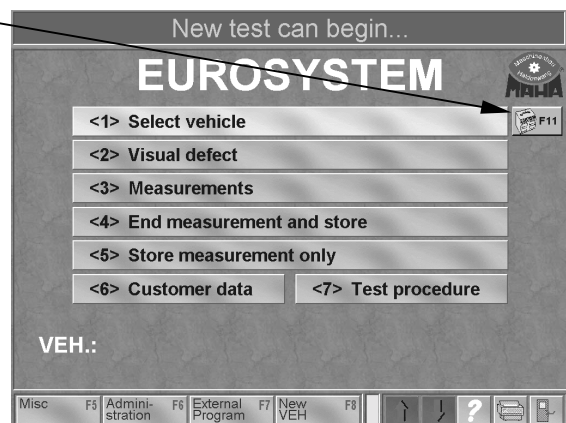 New test can begin...
EUROSYSTEM
Maschinenbau
Haldenwang
MAHA
F11
<1> Select vehicle
<2> Visual defect
<3> Measurements
<4> End measurement and store
<5> Store measurement only
<6> Customer data
<7> Test procedure
VEH.:
Misc F5
Admini-
stration F6
External
Program F7
New
VEH F8
?